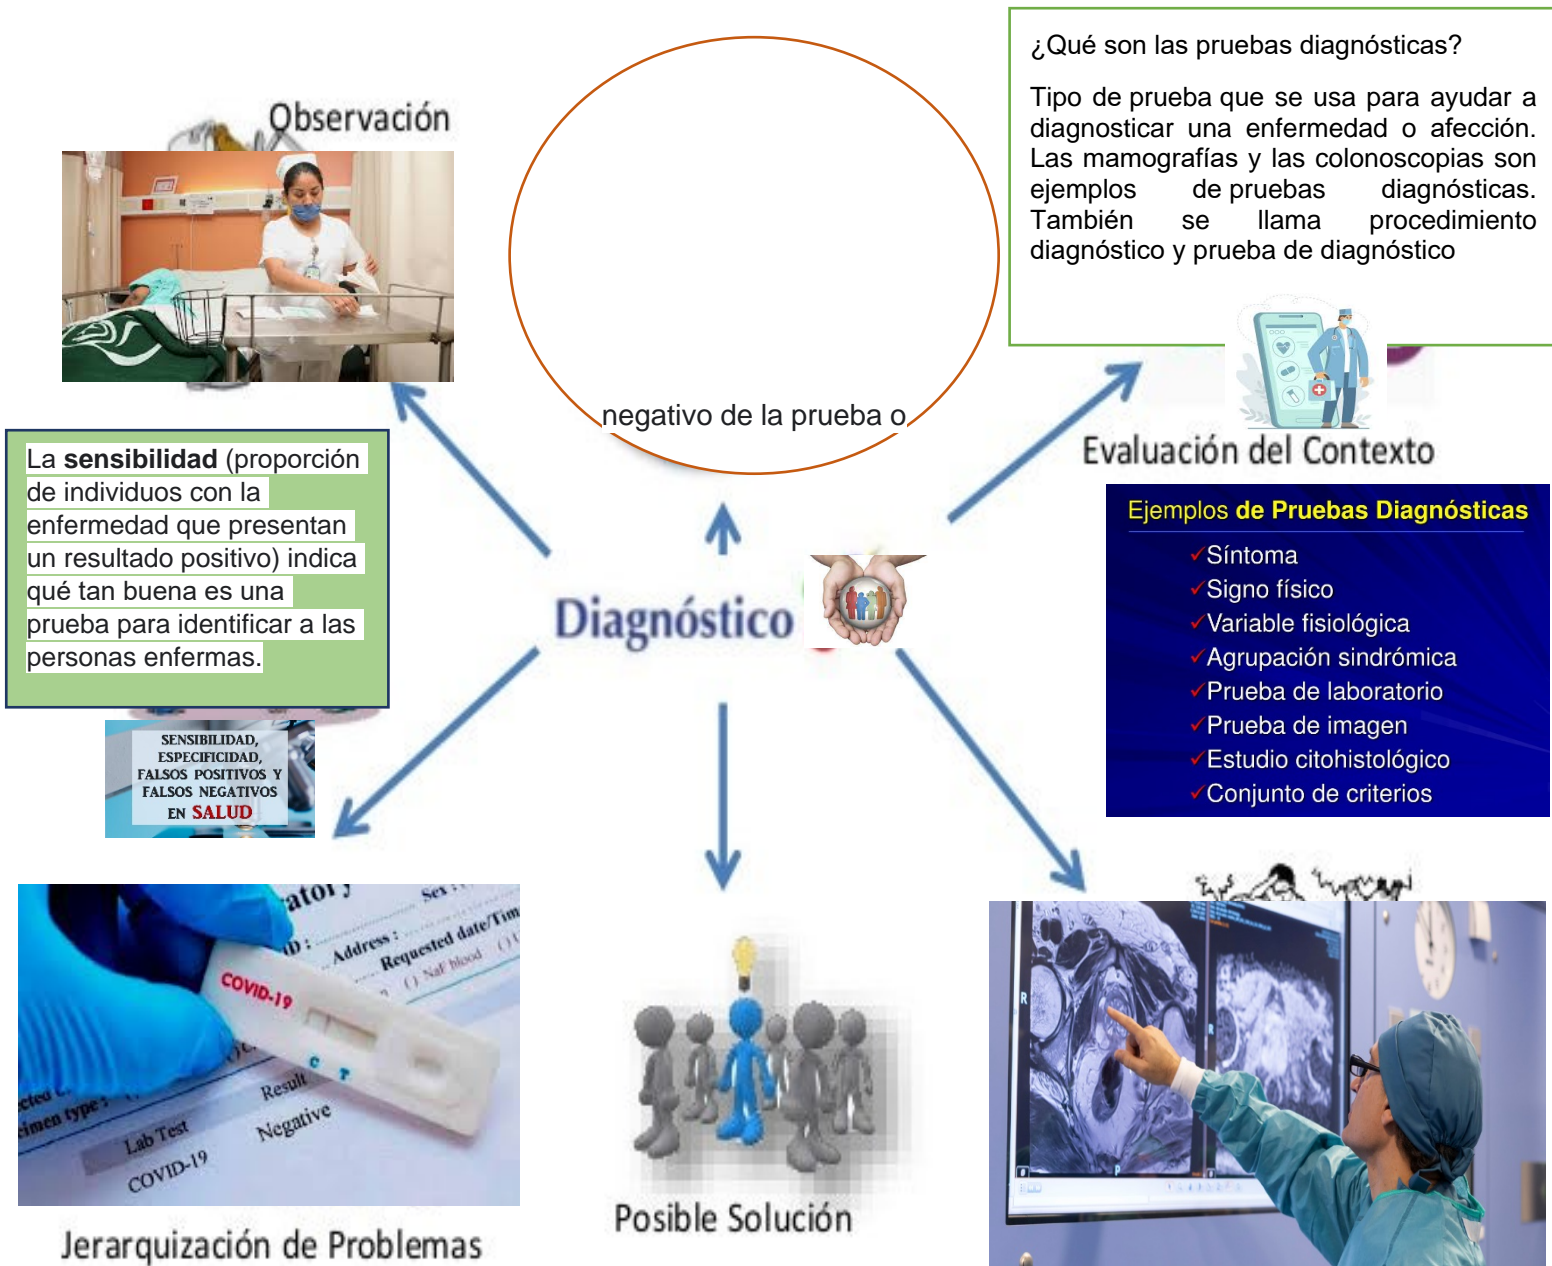 Observación
¿Qué son las pruebas diagnósticas?
Tipo de prueba que se usa para ayudar a
diagnosticar una enfermedad o afección.
Las mamografías y las colonoscopias son
ejemplos de pruebas diagnósticas.
También se llama procedimiento
diagnóstico y prueba de diagnóstico
negativo de la prueba o
Evaluación del Contexto
La sensibilidad (proporción
de individuos con la
enfermedad que presentan
un resultado positivo) indica
qué tan buena es una
prueba para identificar a las
personas enfermas.
Ejemplos de Pruebas Diagnósticas
✓Síntoma
✓Signo físico
✓Variable fisiológica
✓Agrupación sindrómica
✓Prueba de laboratorio
✓Prueba de imagen
✓Estudio citohistológico
✓Conjunto de criterios
Diagnóstico
SENSIBILIDAD,
ESPECIFICIDAD,
FALSOS POSITIVOS Y
FALSOS NEGATIVOS
EN SALUD
Sex :
Address :
Requested date/Tim
() NaF blood
COVID-19
C T
Result
Lab Test
Negative
COVID-19
R
R
P
Posible Solución
Jerarquización de Problemas